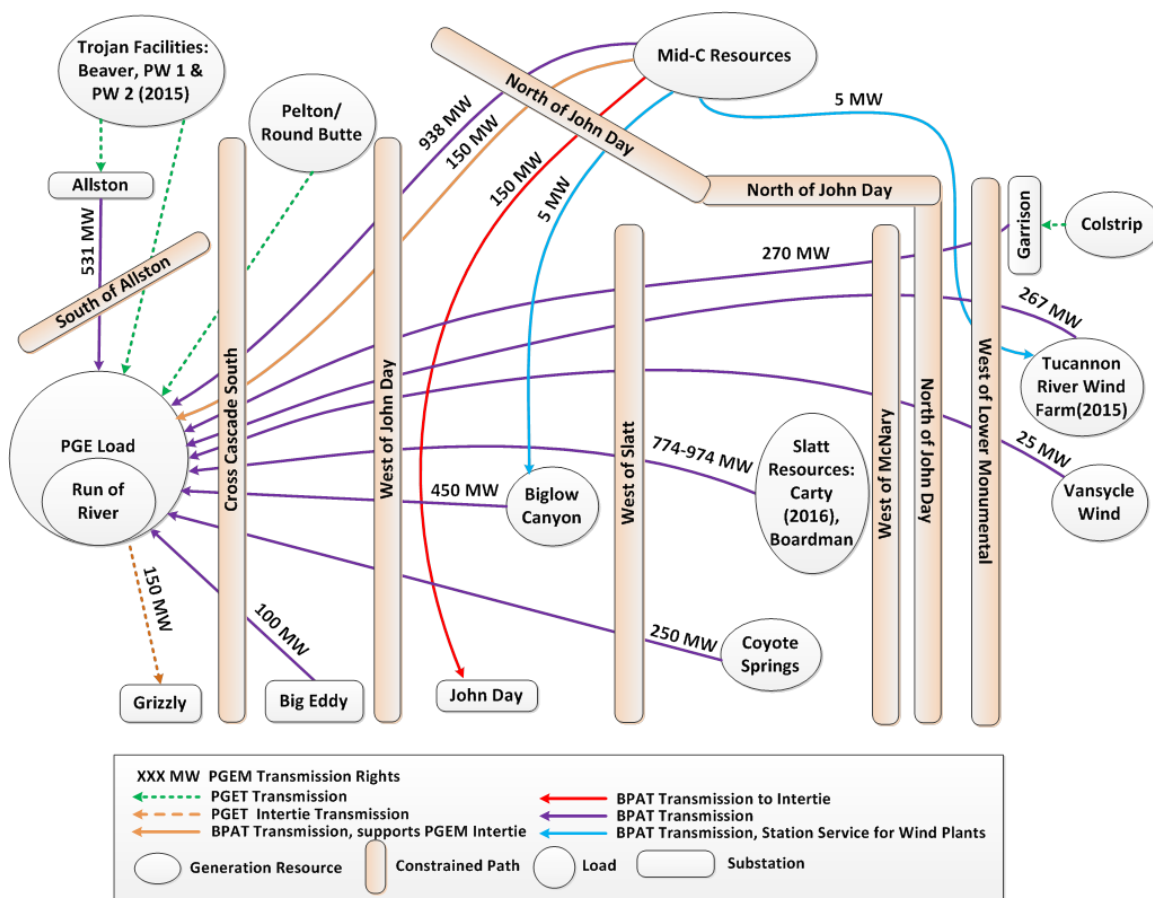 Trojan Facilities:
Beaver, PW 1 &
PW 2 (2015)
Mid-C Resources
North of John Day
5 MW
Pelton/
Round Butte
938 MW
150 MW
150 MW
5 MW
Allston
North of John Day
Garrison
Colstrip
531 MW
South of Allston
270 MW
267 MW
Tucannon
River Wind
Farm(2015)
Cross Cascade South
West of John Day
West of Slatt
West of McNary
North of John Day
West of Lower Monumental
PGE Load
Run of
River
774-974 MW
Slatt
Resources:
Carty
(2016),
Boardman
25 MW
Vansycle
Wind
450 MW
Biglow
Canyon
150 MW
100 MW
250 MW
Coyote
Springs
Grizzly
Big Eddy
John Day
XXX MW PGEM Transmission Rights
PGET Transmission
PGET Intertie Transmission
BPAT Transmission, supports PGEM Intertie
BPAT Transmission to Intertie
BPAT Transmission
BPAT Transmission, Station Service for Wind Plants
Generation Resource
Constrained Path
Load
Substation